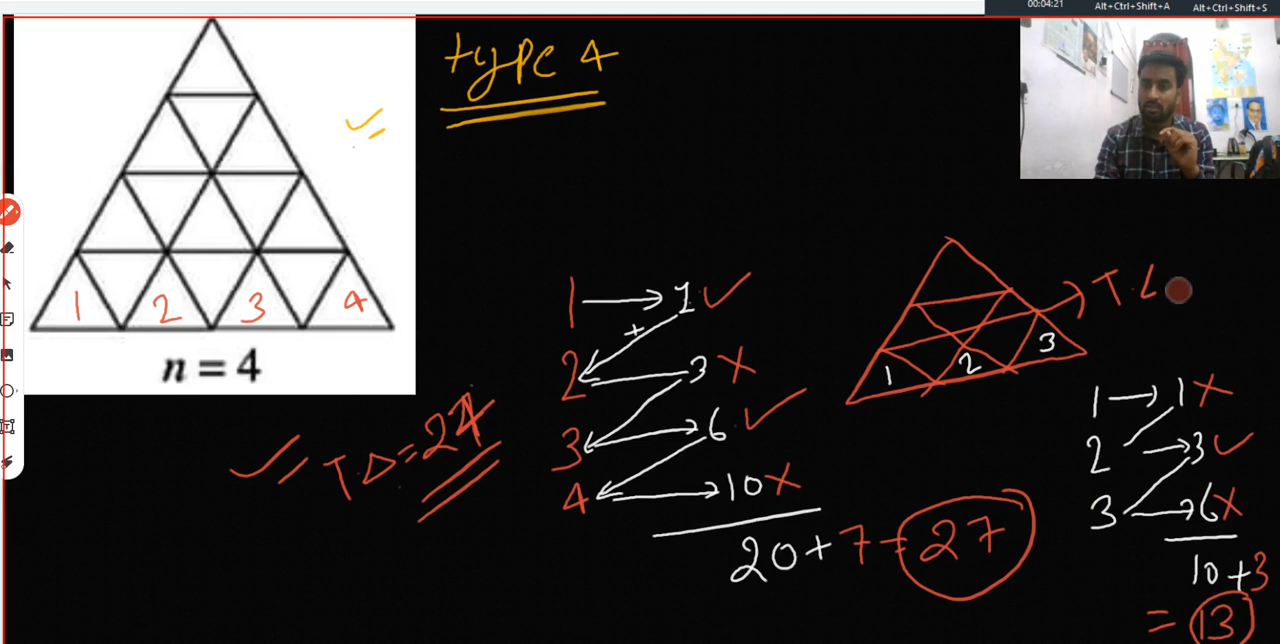 00:04:21 Alt+Ctrl+Shift+A Alt+Ctrl+Shift+S
type 4
1 2 3 4
n = 4
T.Δ=24
1 → 1 ✓
+
2 3 ×
3 → 6 ✓
4 → 10 ×
20+7=27
T.L
1 2 3
1 → 1 ×
2 → 3 ✓
3 → 6 ×
10+3
= 13